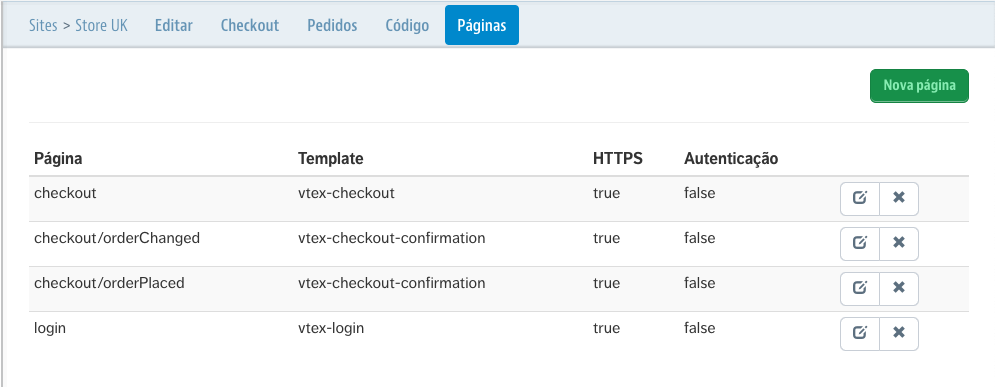 Sites > Store UK Editar Checkout Pedidos Código Páginas
Nova página
Página Template HTTPS Autenticação
checkout vtex-checkout true false
checkout/orderChanged vtex-checkout-confirmation true false
checkout/orderPlaced vtex-checkout-confirmation true false
login vtex-login true false